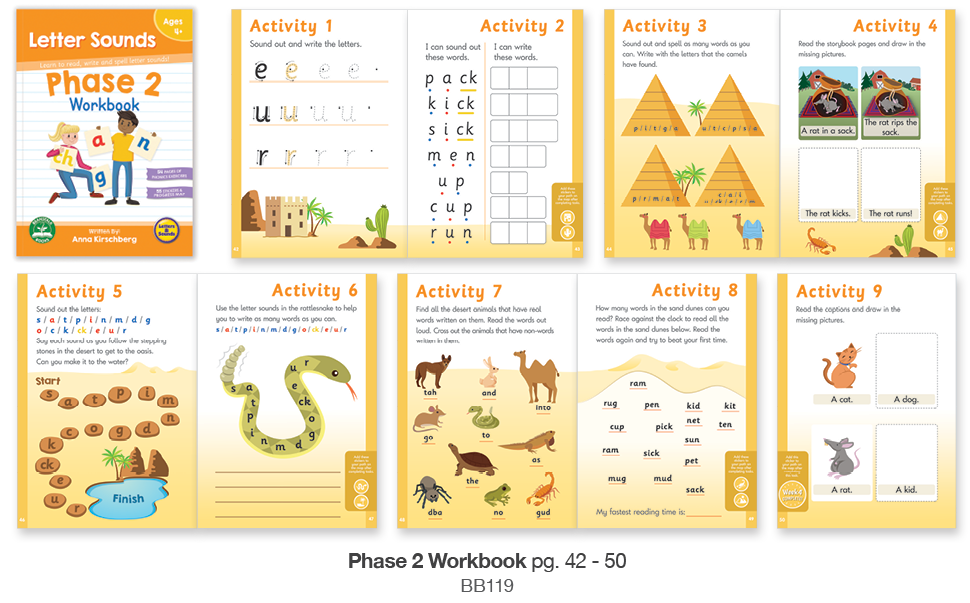 Ages
4+
Letter Sounds
Learn to read, write and spell letter sounds!
Phase 2
Workbook
ch a n
g
Written By:
Anna Kirschberg
Letters
&
Sounds
Activity 1
Sound out and write the letters.
e e e e
u u u u
r r r r
Activity 2
I can sound out
these words.
I can write
these words.
pack
kick
sick
men
up
cup
run
Activity 3
Sound out and spell as many words as you
can. Write with the letters that the camels
have found.
p/i/t/g/a
u/t/c/p/s/a
p/r/m/a/t
Activity 4
Read the storybook pages and draw in the
missing pictures.
A rat in a sack.
The rat rips the
sack.
The rat kicks.
The rat runs!
Activity 5
Sound out the letters:
s/a/t/p/i/n/m/d/g
o/c/k/ck/e/u/r
Say each sound as you follow the stepping
stones in the desert to get to the oasis.
Can you make it to the water?
Start
s a t p i m
n d g o c
k
ck
e
u
r
Finish
Activity 6
Use the letter sounds in the rattlesnake to help
you to write as many words as you can.
s/a/t/p/i/n/m/d/g/o/ck/e/u/r
s a t p i n m d g o ck e u r
Activity 7
Find all the desert animals that have real
words written on them. Read the words out
loud. Cross out the animals that have non-words
written in them.
tah
and
into
go
to
os
the
dba
no
gud
Activity 8
How many words in the sand dunes can you
read? Race against the clock to read all the
words in the sand dunes below. Read the
words again and try to beat your first time.
ram
rug pen kid kit
cup pick net ten
sun
ram sick pet
mug mud
sack
My fastest reading time is:
Activity 9
Read the captions and draw in the
missing pictures.
A cat.
A dog.
A rat.
A kid.
Phase 2 Workbook pg. 42 - 50
BB119